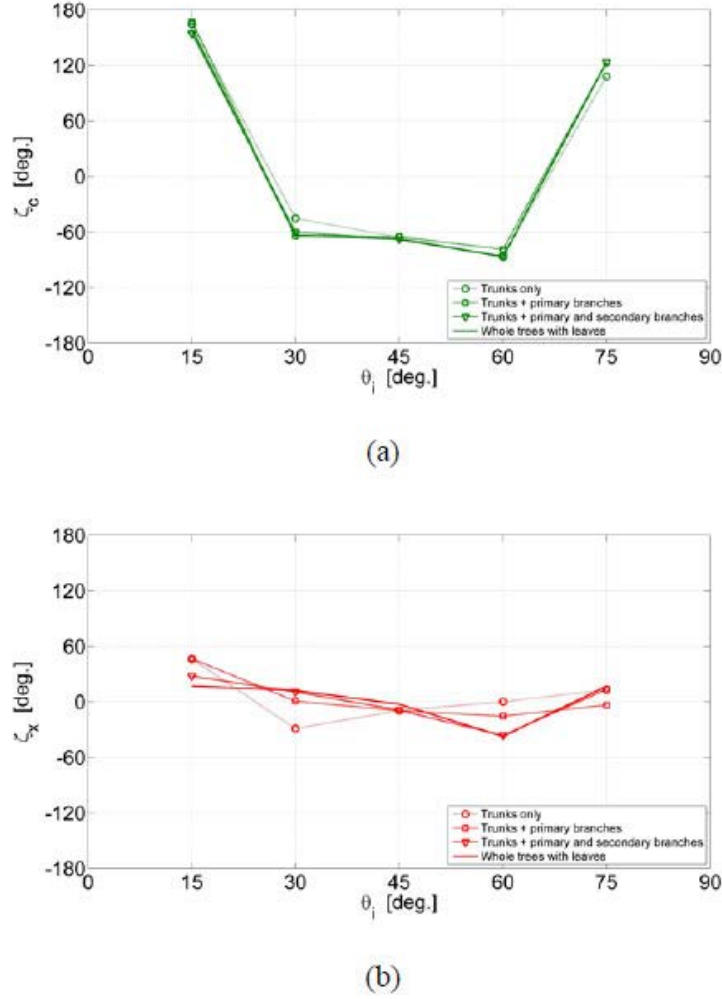 180
120
60
0
-60
-120
-180
ζc [deg.]
Trunks only
Trunks + primary branches
Trunks + primary and secondary branches
Whole trees with leaves
0 15 30 45 60 75 90
θi [deg.]
(a)
180
120
60
0
-60
-120
-180
ζx [deg.]
Trunks only
Trunks + primary branches
Trunks + primary and secondary branches
Whole trees with leaves
0 15 30 45 60 75 90
θi [deg.]
(b)